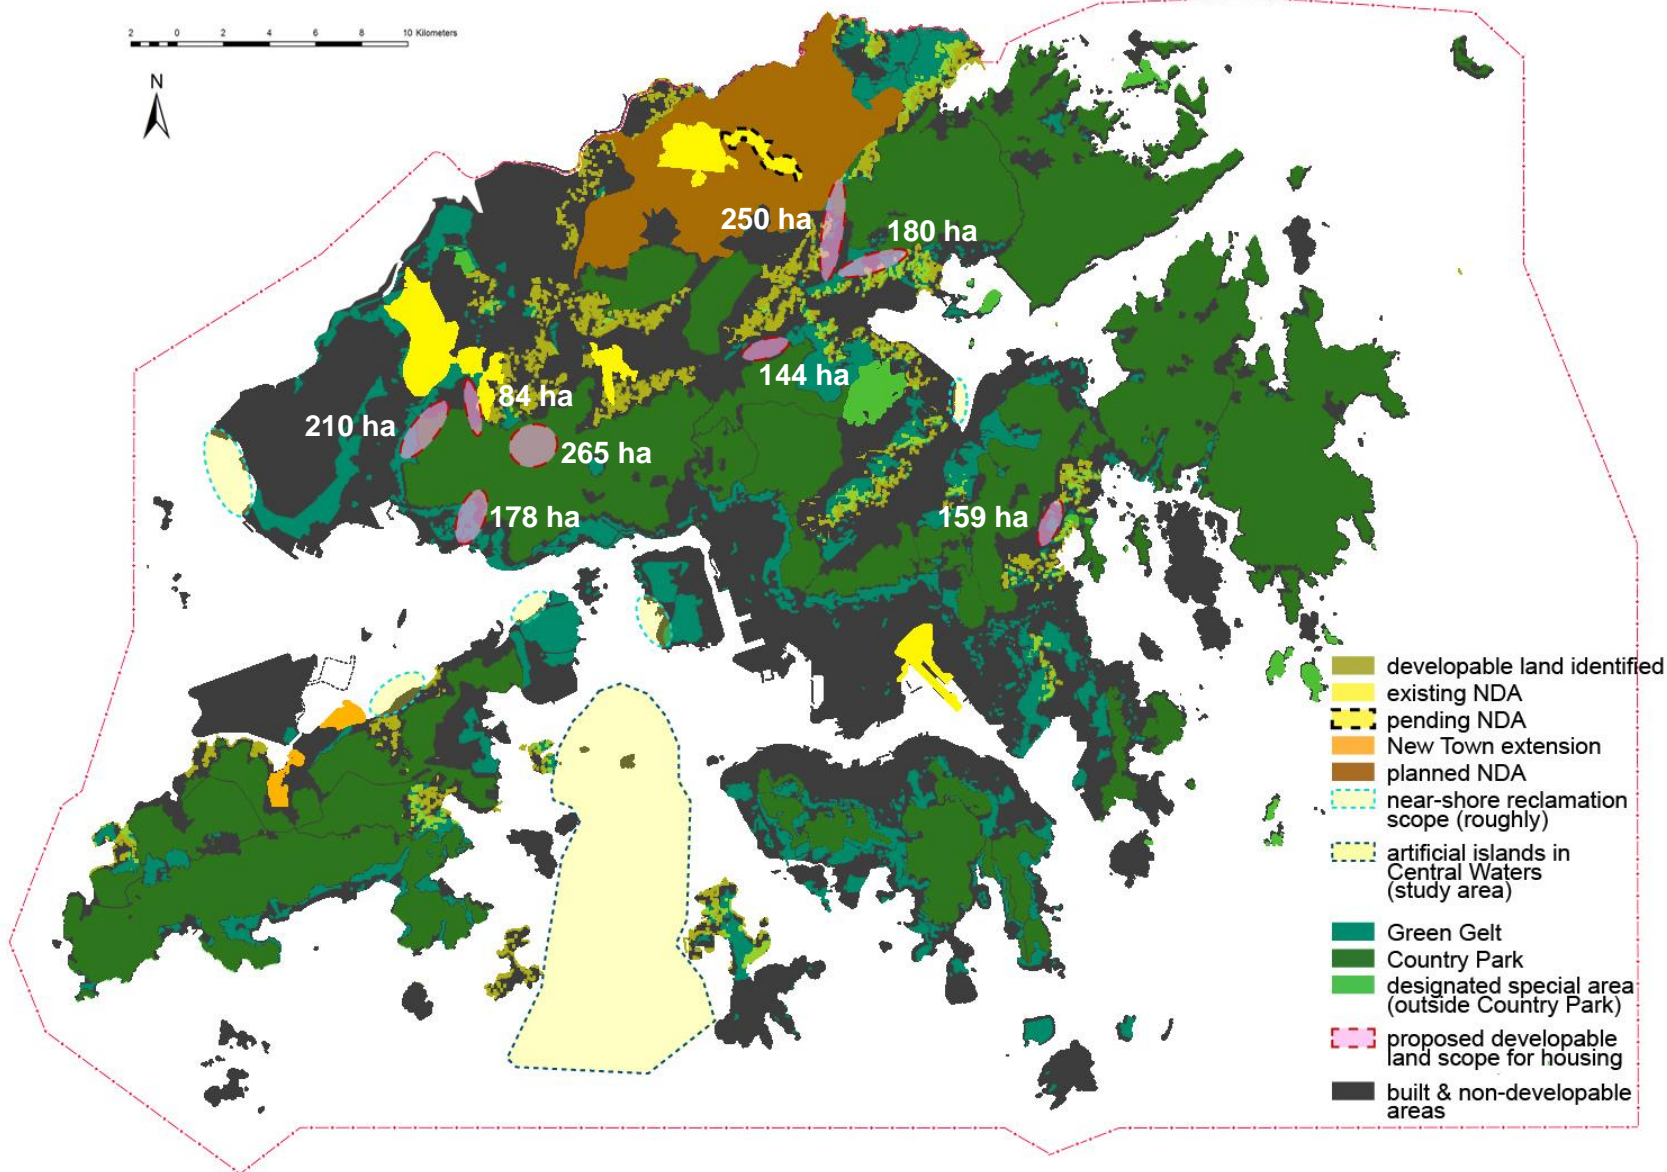 2 0 2 4 6 8 10 Kilometers
N
250 ha
180 ha
144 ha
84 ha
210 ha
265 ha
178 ha
159 ha
developable land identified
existing NDA
pending NDA
New Town extension
planned NDA
near-shore reclamation
scope (roughly)
artificial islands in
Central Waters
(study area)
Green Gelt
Country Park
designated special area
(outside Country Park)
proposed developable
land scope for housing
built & non-developable
areas